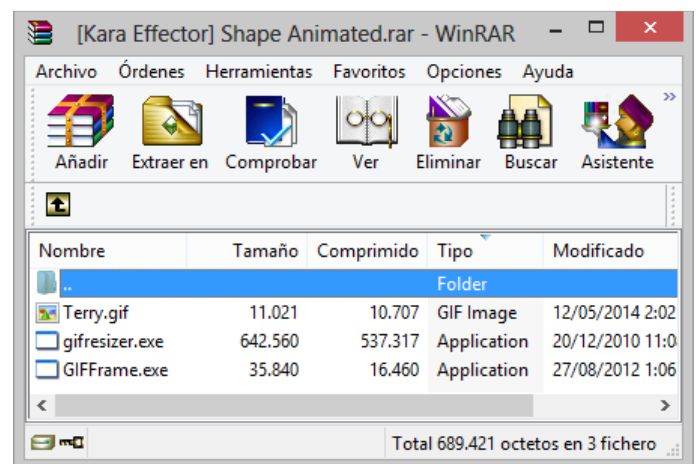 [Kara Effector] Shape Animated.rar - WinRAR
Archivo Órdenes Herramientas Favoritos Opciones Ayuda
Añadir Extraer en Comprobar Ver Eliminar Buscar Asistente
Nombre Tamaño Comprimido Tipo Modificado
.. Folder
Terry.gif 11.021 10.707 GIF Image 12/05/2014 2:02
gifresizer.exe 642.560 537.317 Application 20/12/2010 11:0
GIFFrame.exe 35.840 16.460 Application 27/08/2012 1:06
Total 689.421 octetos en 3 fichero